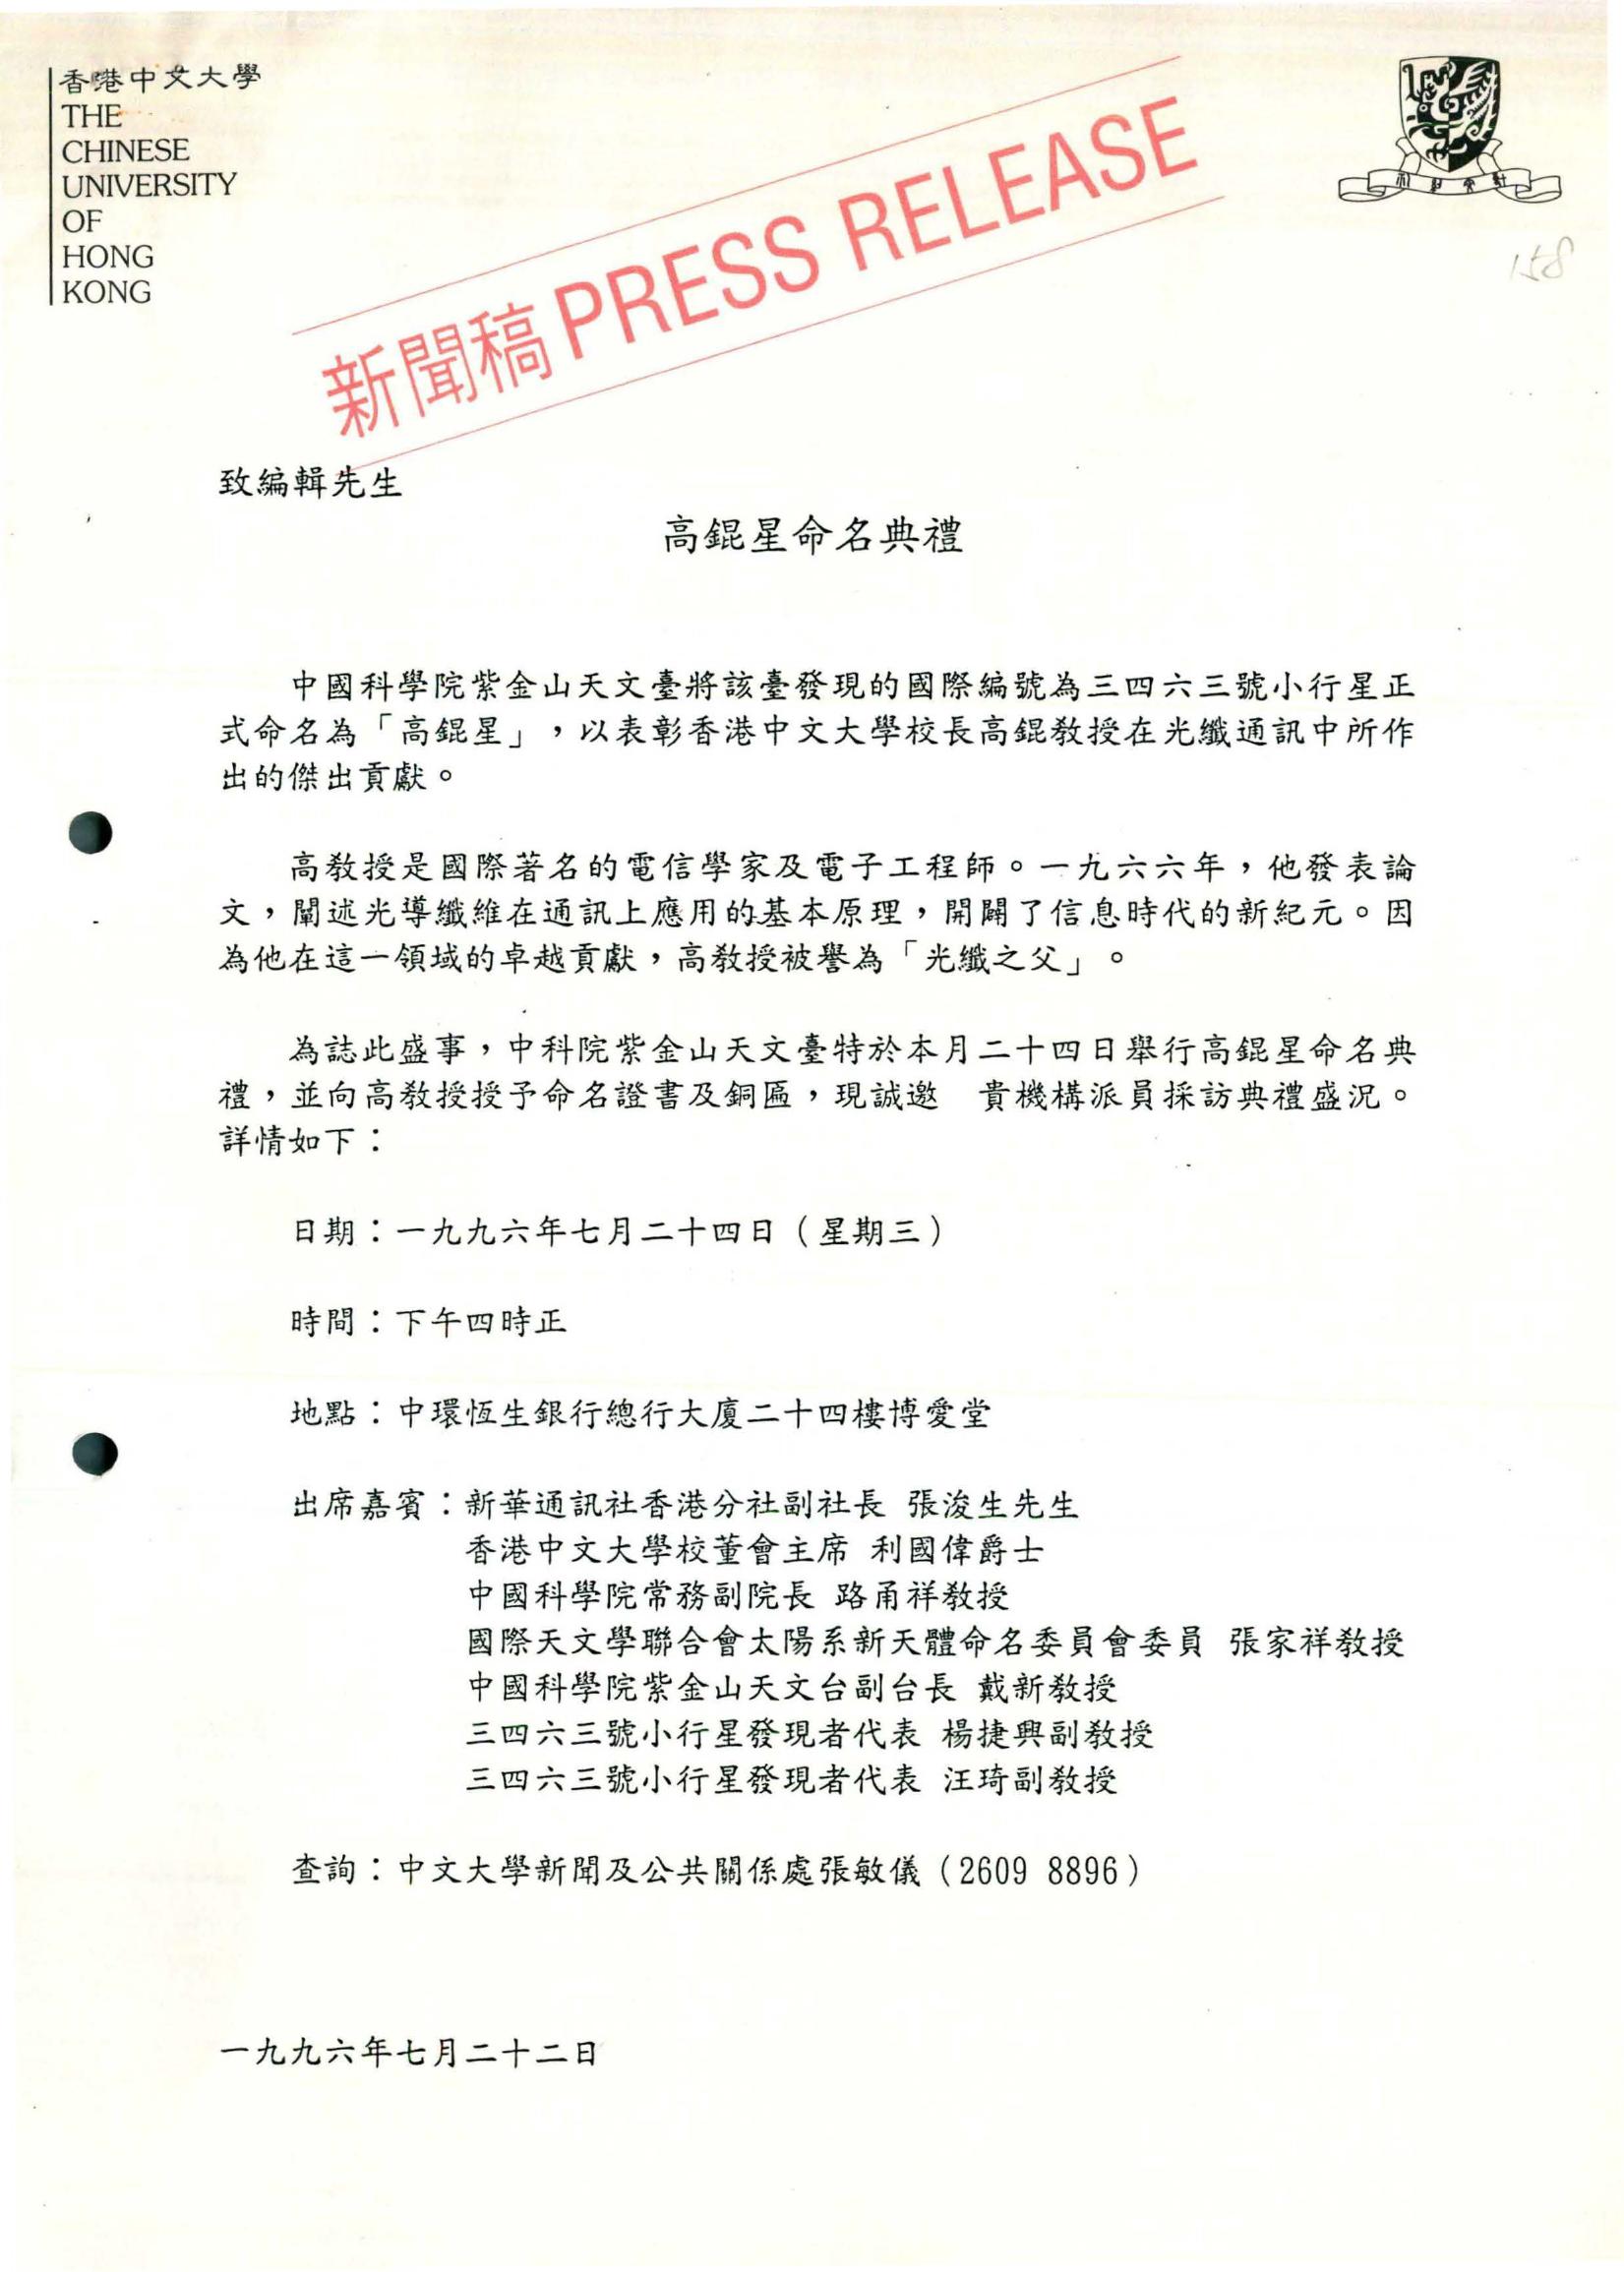 香港中文大學
THE
CHINESE
UNIVERSITY
OF
HONG
KONG
新聞稿 PRESS RELEASE
158
致編輯先生
高錕星命名典禮
中國科學院紫金山天文臺將該臺發現的國際編號為三四六三號小行星正
式命名為「高錕星」，以表彰香港中文大學校長高錕教授在光纖通訊中所作
出的傑出貢獻。
高教授是國際著名的電信學家及電子工程師。一九六六年，他發表論
文，闡述光導纖維在通訊上應用的基本原理，開闢了信息時代的新紀元。因
為他在這一領域的卓越貢獻，高教授被譽為「光纖之父」。
為誌此盛事，中科院紫金山天文臺特於本月二十四日舉行高錕星命名典
禮，並向高教授授予命名證書及銅區，現誠邀　貴機構派員採訪典禮盛況。
詳情如下：
日期：一九九六年七月二十四日（星期三）
時間：下午四時正
地點：中環恆生銀行總行大廈二十四樓博愛堂
出席嘉賓：新華通訊社香港分社副社長 張浚生先生
香港中文大學校董會主席 利國偉爵士
中國科學院常務副院長 路甬祥教授
國際天文學聯合會太陽系新天體命名委員會委員 張家祥教授
中國科學院紫金山天文台副台長 戴新教授
三四六三號小行星發現者代表 楊捷興副教授
三四六三號小行星發現者代表 汪琦副教授
查詢：中文大學新聞及公共關係處張敏儀（2609 8896）
一九九六年七月二十二日